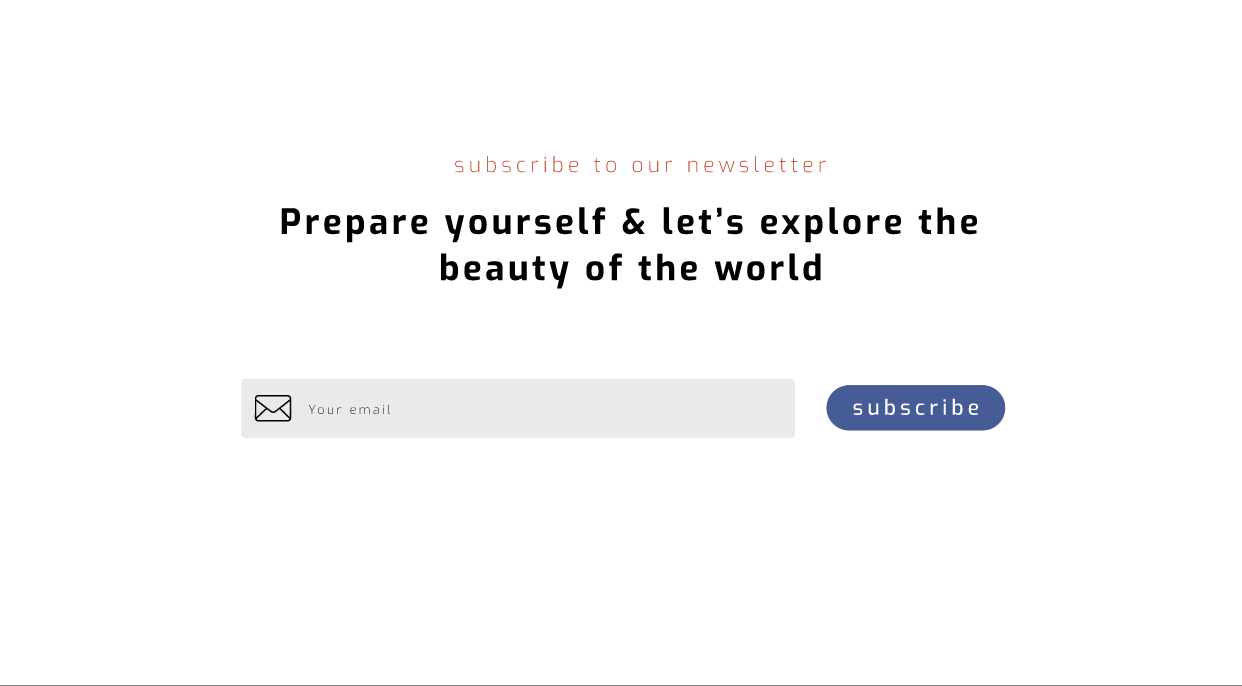 subscribe to our newsletter
Prepare yourself & let’s explore the
beauty of the world
Your email
subscribe